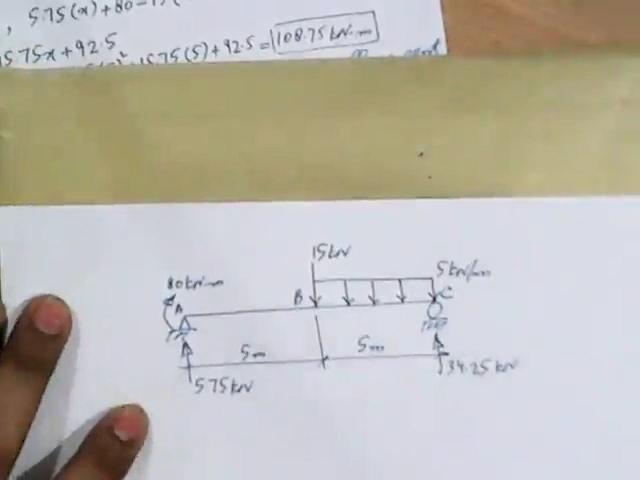 , 5.75(x)+80-
5.75x+92.5
5.75(5)+92.5=108.75 kN·m
15kN
80kN·m
5kN/m
A
B
C
5m
5m
5.75kN
34.25kN